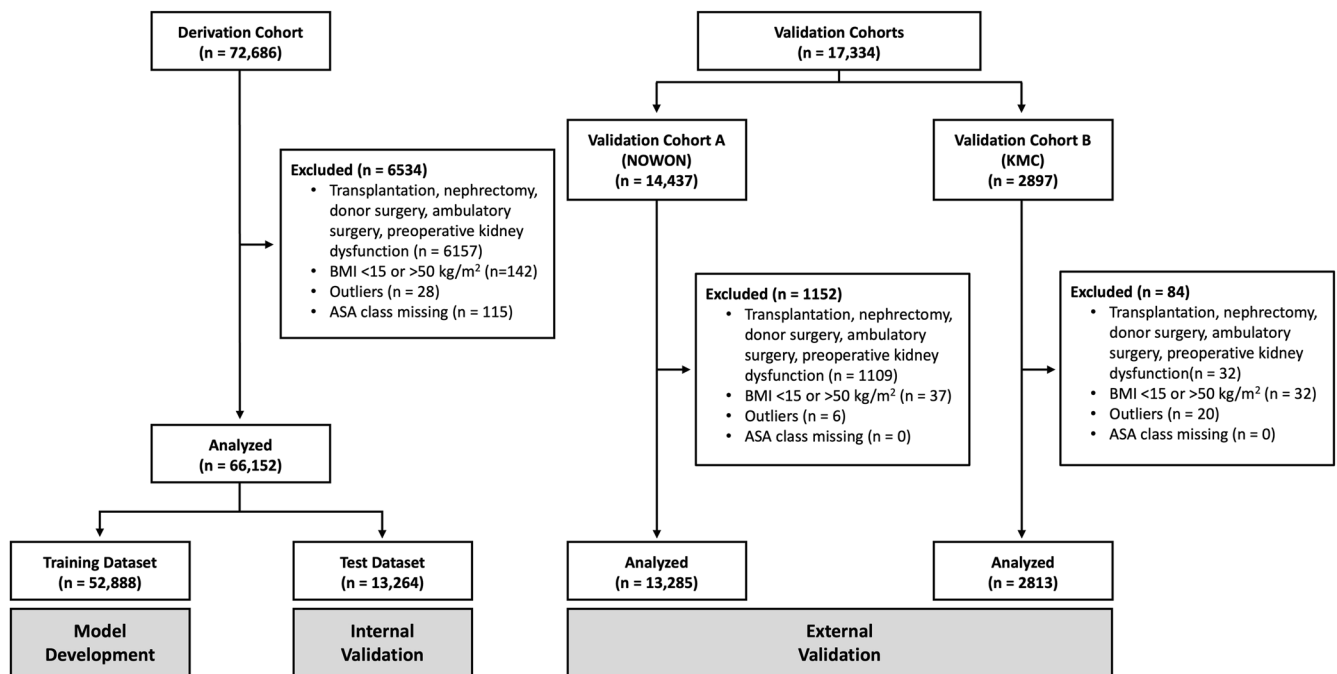 Derivation Cohort
(n = 72,686)
Excluded (n = 6534)
• Transplantation, nephrectomy,
donor surgery, ambulatory
surgery, preoperative kidney
dysfunction (n = 6157)
• BMI <15 or >50 kg/m² (n=142)
• Outliers (n = 28)
• ASA class missing (n = 115)
Analyzed
(n = 66,152)
Training Dataset
(n = 52,888)
Model
Development
Test Dataset
(n = 13,264)
Internal
Validation
Validation Cohorts
(n = 17,334)
Validation Cohort A
(NOWON)
(n = 14,437)
Excluded (n = 1152)
• Transplantation, nephrectomy,
donor surgery, ambulatory
surgery, preoperative kidney
dysfunction (n = 1109)
• BMI <15 or >50 kg/m² (n = 37)
• Outliers (n = 6)
• ASA class missing (n = 0)
Analyzed
(n = 13,285)
Validation Cohort B
(KMC)
(n = 2897)
Excluded (n = 84)
• Transplantation, nephrectomy,
donor surgery, ambulatory
surgery, preoperative kidney
dysfunction(n = 32)
• BMI <15 or >50 kg/m² (n = 32)
• Outliers (n = 20)
• ASA class missing (n = 0)
Analyzed
(n = 2813)
External
Validation